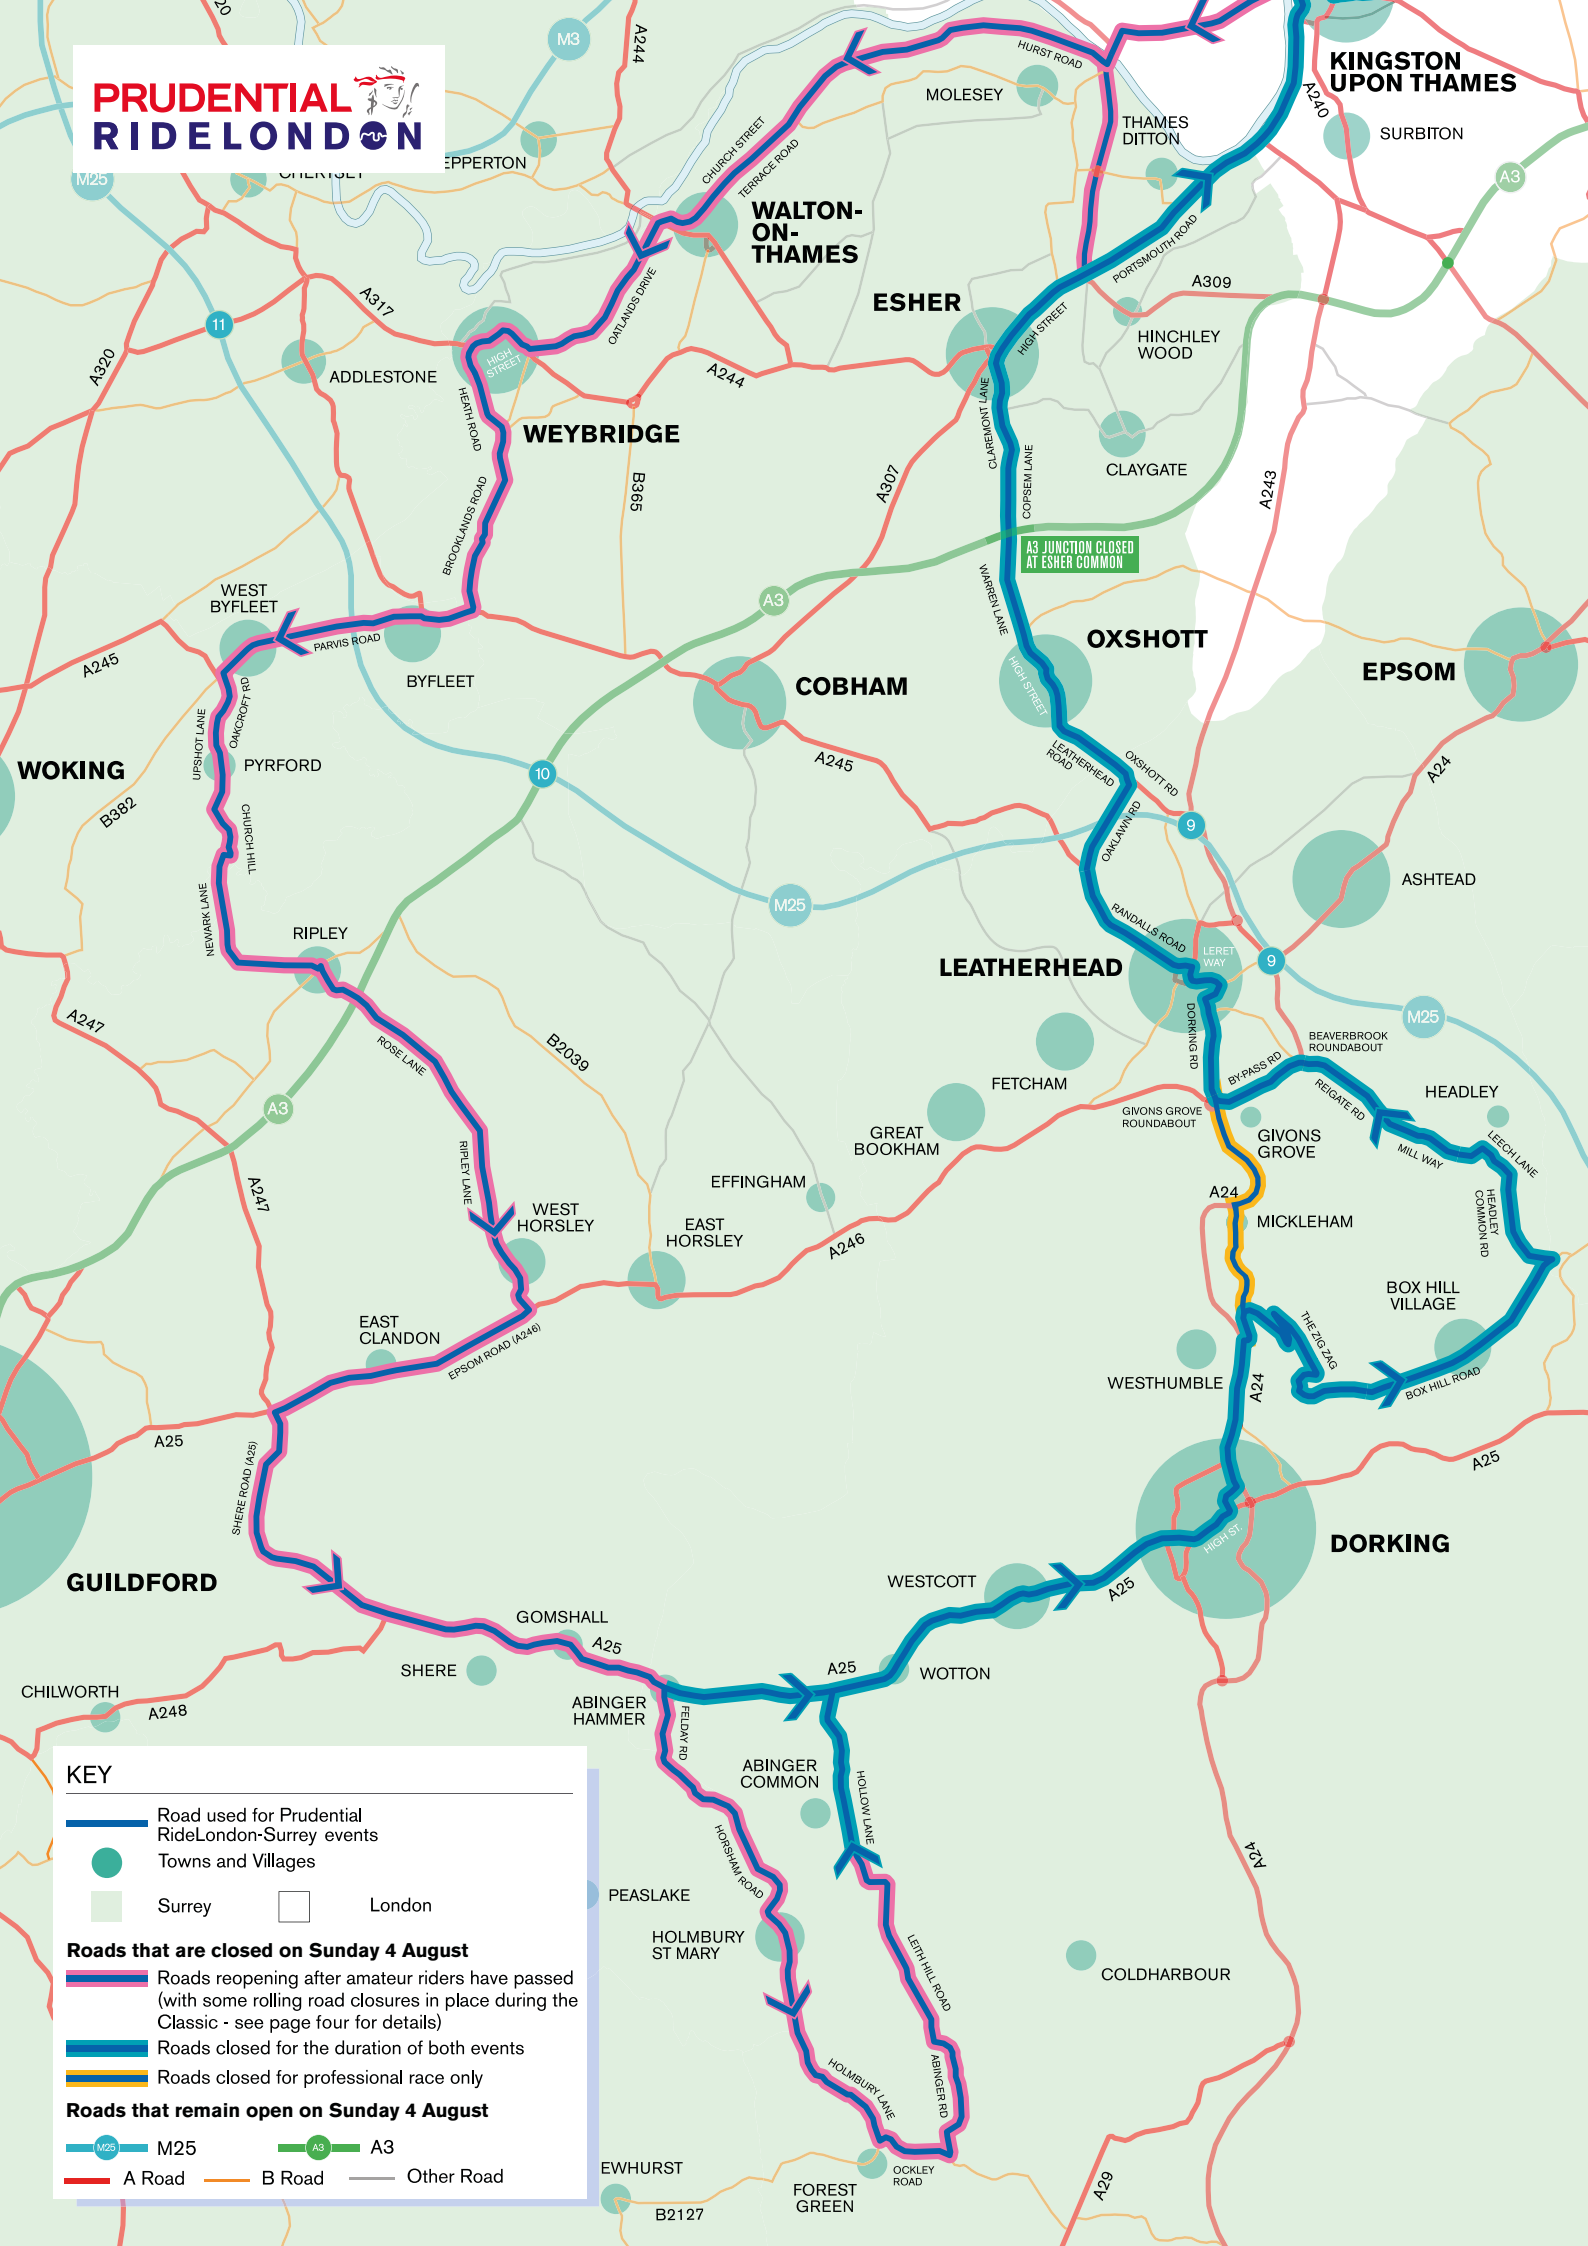 PRUDENTIAL
RIDELONDON
20
M3
A244
HURST ROAD
MOLESEY
KINGSTON
UPON THAMES
A240
SURBITON
THAMES
DITTON
A3
M25
EPPERTON
CHURCH STREET
TERRACE ROAD
WALTON-
ON-
THAMES
PORTSMOUTH ROAD
A309
OATLANDS DRIVE
ESHER
HIGH STREET
HINCHLEY
WOOD
A317
11
A320
ADDLESTONE
HIGH
STREET
HEATH ROAD
A244
WEYBRIDGE
CLAREMONT LANE
CLAYGATE
COPSEM LANE
A307
A243
B365
BROOKLANDS ROAD
A3 JUNCTION CLOSED
AT ESHER COMMON
WARREN LANE
WEST
BYFLEET
A3
PARVIS ROAD
OXSHOTT
HIGH STREET
EPSOM
A245
BYFLEET
COBHAM
OAKCROFT RD
UPSHOT LANE
WOKING
PYRFORD
10
A245
LEATHERHEAD
ROAD
OXSHOTT RD
A24
B382
CHURCH HILL
OAKLAWN RD
9
ASHTEAD
NEWARK LANE
M25
RANDALLS ROAD
RIPLEY
LERET
WAY
LEATHERHEAD
9
A247
ROSE LANE
B2039
DORKING RD
M25
BEAVERBROOK
ROUNDABOUT
BY-PASS RD
FETCHAM
REIGATE RD
HEADLEY
A3
GIVONS GROVE
ROUNDABOUT
GREAT
BOOKHAM
GIVONS
GROVE
MILL WAY
LEECH LANE
RIPLEY LANE
A247
EFFINGHAM
A24
HEADLEY
COMMON RD
WEST
HORSLEY
EAST
HORSLEY
MICKLEHAM
A246
BOX HILL
VILLAGE
EAST
CLANDON
EPSOM ROAD (A246)
THE ZIG ZAG
WESTHUMBLE
A24
BOX HILL ROAD
A25
SHERE ROAD (A25)
A25
HIGH ST.
DORKING
GUILDFORD
WESTCOTT
A25
GOMSHALL
A25
SHERE
A25
WOTTON
CHILWORTH
A248
ABINGER
HAMMER
FELDAY RD
ABINGER
COMMON
HOLLOW LANE
HORSHAM ROAD
A24
PEASLAKE
HOLMBURY
ST MARY
LEITH HILL ROAD
COLDHARBOUR
HOLMBURY LANE
ABINGER RD
EWHURST
FOREST
GREEN
OCKLEY
ROAD
A29
B2127
KEY
Road used for Prudential
RideLondon-Surrey events
Towns and Villages
Surrey London
Roads that are closed on Sunday 4 August
Roads reopening after amateur riders have passed
(with some rolling road closures in place during the
Classic - see page four for details)
Roads closed for the duration of both events
Roads closed for professional race only
Roads that remain open on Sunday 4 August
M25 M25 A3 A3
A Road B Road Other Road